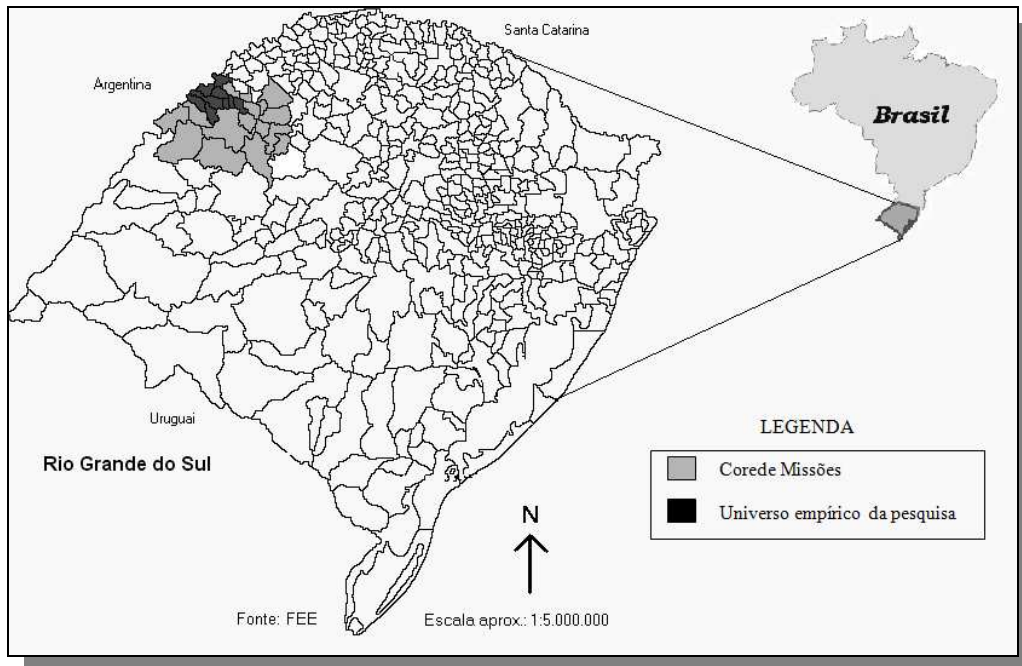 Santa Catarina
Argentina
Brasil
Uruguai
Rio Grande do Sul
LEGENDA
Corede Missões
Universo empírico da pesquisa
N
Fonte: FEE
Escala aprox.: 1:5.000.000